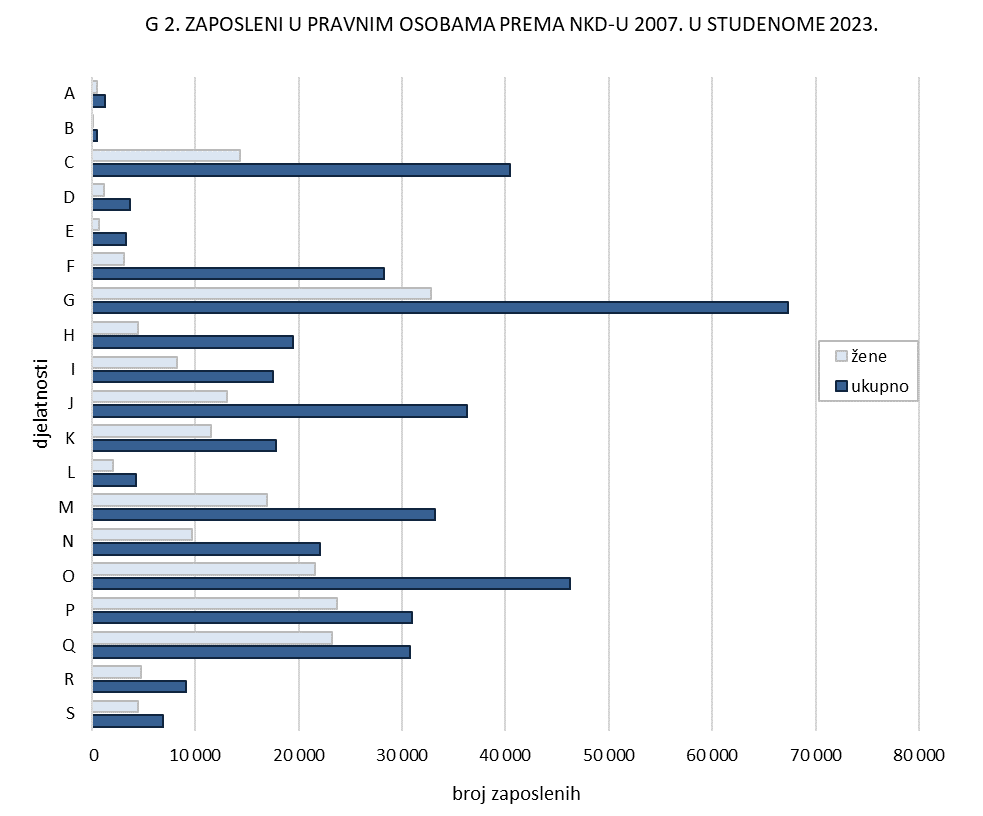 G 2. ZAPOSLENI U PRAVNIM OSOBAMA PREMA NKD-U 2007. U STUDENOME 2023.
A
B
C
D
E
F
G
H
I
J
K
L
M
N
O
P
Q
R
S
djelatnosti
žene
ukupno
0 10 000 20 000 30 000 40 000 50 000 60 000 70 000 80 000
broj zaposlenih